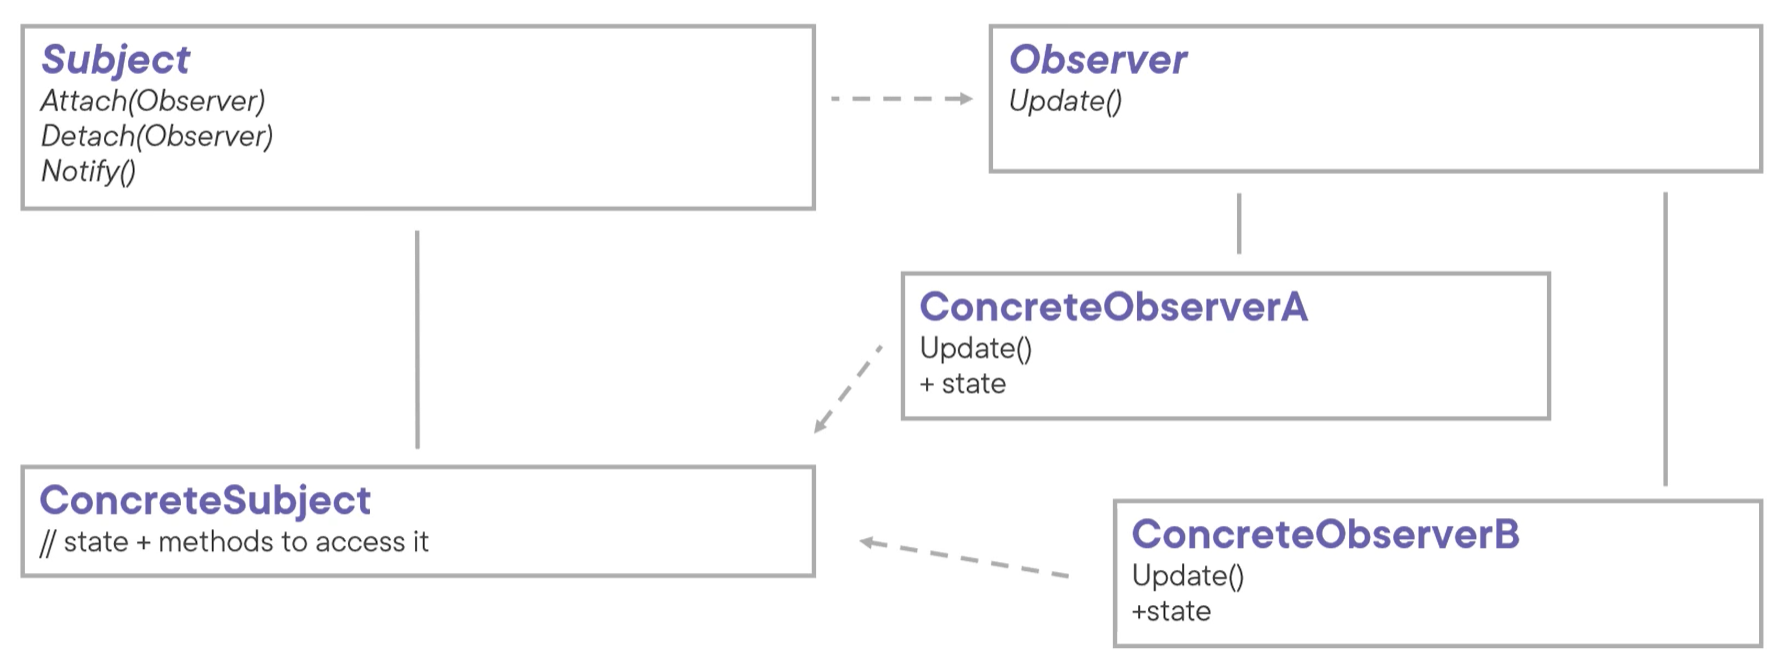 Subject
Attach(Observer)
Detach(Observer)
Notify()
Observer
Update()
ConcreteObserverA
Update()
+ state
ConcreteSubject
// state + methods to access it
ConcreteObserverB
Update()
+state